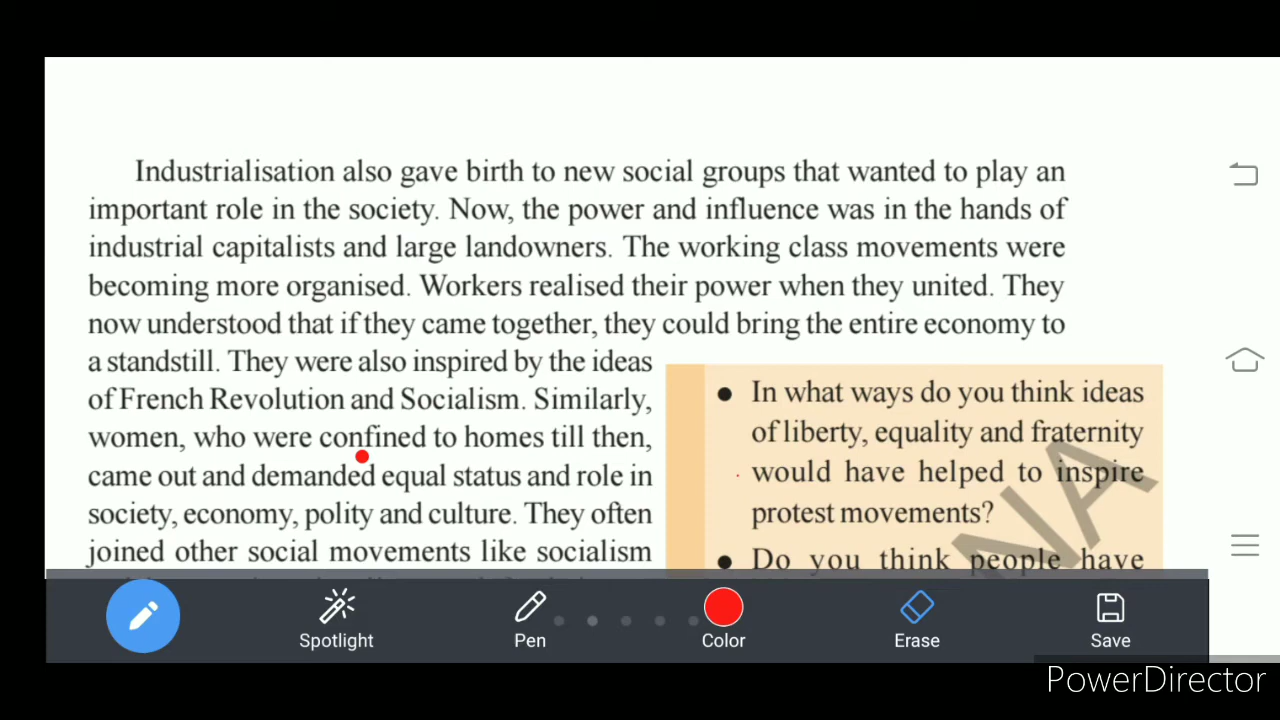 Industrialisation also gave birth to new social groups that wanted to play an
important role in the society. Now, the power and influence was in the hands of
industrial capitalists and large landowners. The working class movements were
becoming more organised. Workers realised their power when they united. They
now understood that if they came together, they could bring the entire economy to
a standstill. They were also inspired by the ideas
of French Revolution and Socialism. Similarly,
women, who were confined to homes till then,
came out and demanded equal status and role in
society, economy, polity and culture. They often
joined other social movements like socialism
● In what ways do you think ideas
of liberty, equality and fraternity
would have helped to inspire
protest movements?
● Do you think people have
NA
Spotlight
Pen
Color
Erase
Save
PowerDirector